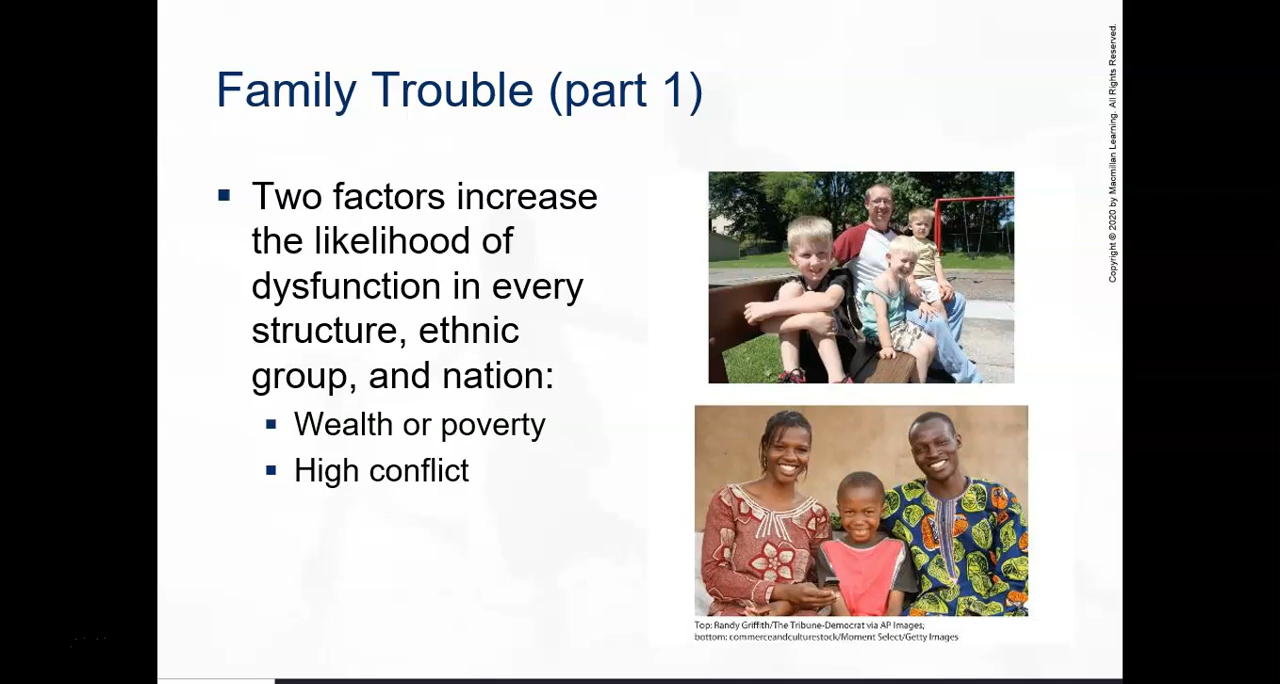 Family Trouble (part 1)
▪ Two factors increase
the likelihood of
dysfunction in every
structure, ethnic
group, and nation:
▪ Wealth or poverty
▪ High conflict
Top: Randy Griffith/The Tribune-Democrat via AP Images;
bottom: commerceandculturestock/Moment Select/Getty Images
Copyright © 2020 by Macmillan Learning. All Rights Reserved.